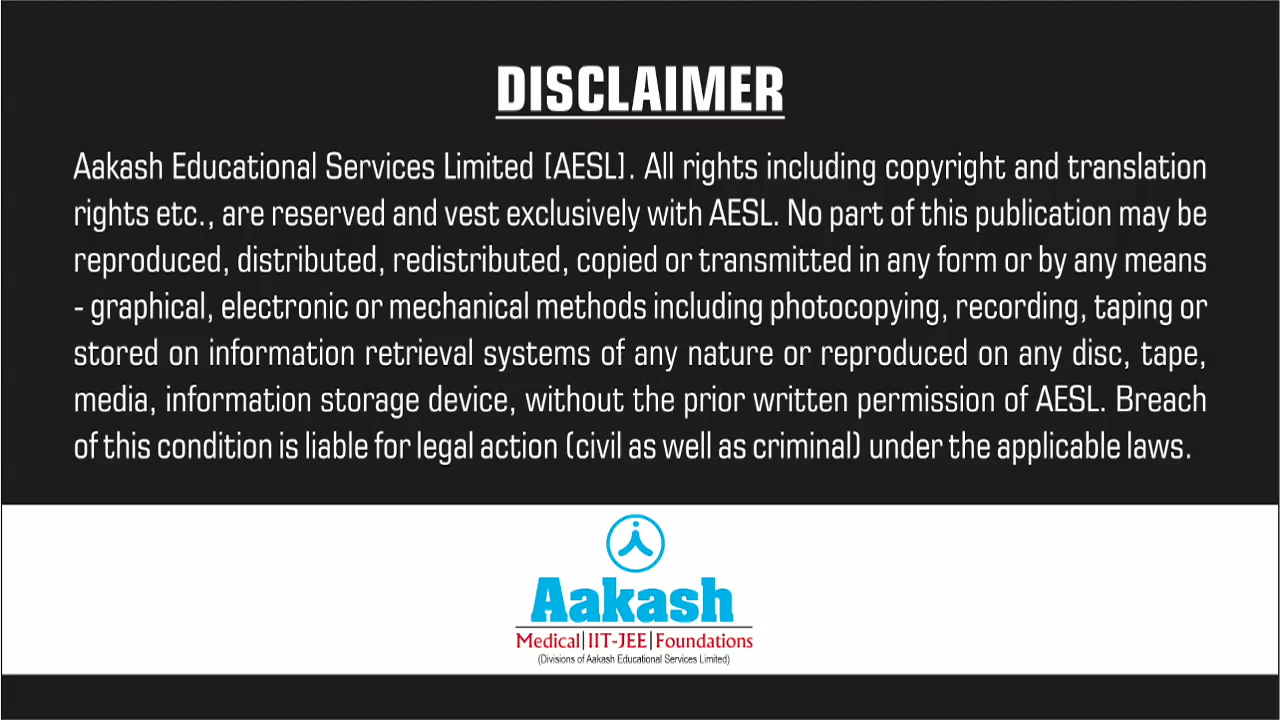 DISCLAIMER
Aakash Educational Services Limited [AESL]. All rights including copyright and translation
rights etc., are reserved and vest exclusively with AESL. No part of this publication may be
reproduced, distributed, redistributed, copied or transmitted in any form or by any means
- graphical, electronic or mechanical methods including photocopying, recording, taping or
stored on information retrieval systems of any nature or reproduced on any disc, tape,
media, information storage device, without the prior written permission of AESL. Breach
of this condition is liable for legal action (civil as well as criminal) under the applicable laws.
Aakash
Medical|IIT-JEE|Foundations
(Divisions of Aakash Educational Services Limited)